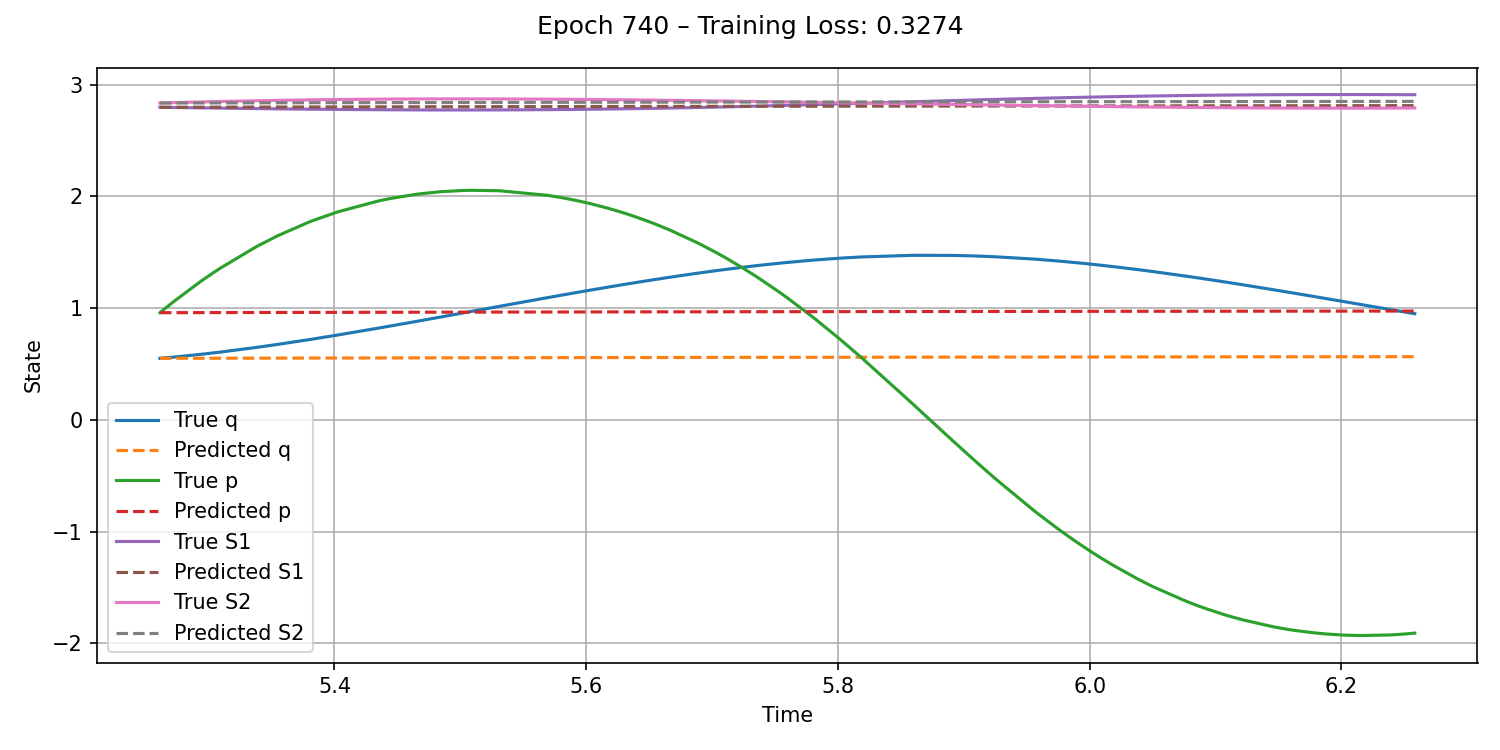 Epoch 740 – Training Loss: 0.3274
3
2
1
0
−1
−2
State
True q
Predicted q
True p
Predicted p
True S1
Predicted S1
True S2
Predicted S2
5.4 5.6 5.8 6.0 6.2
Time